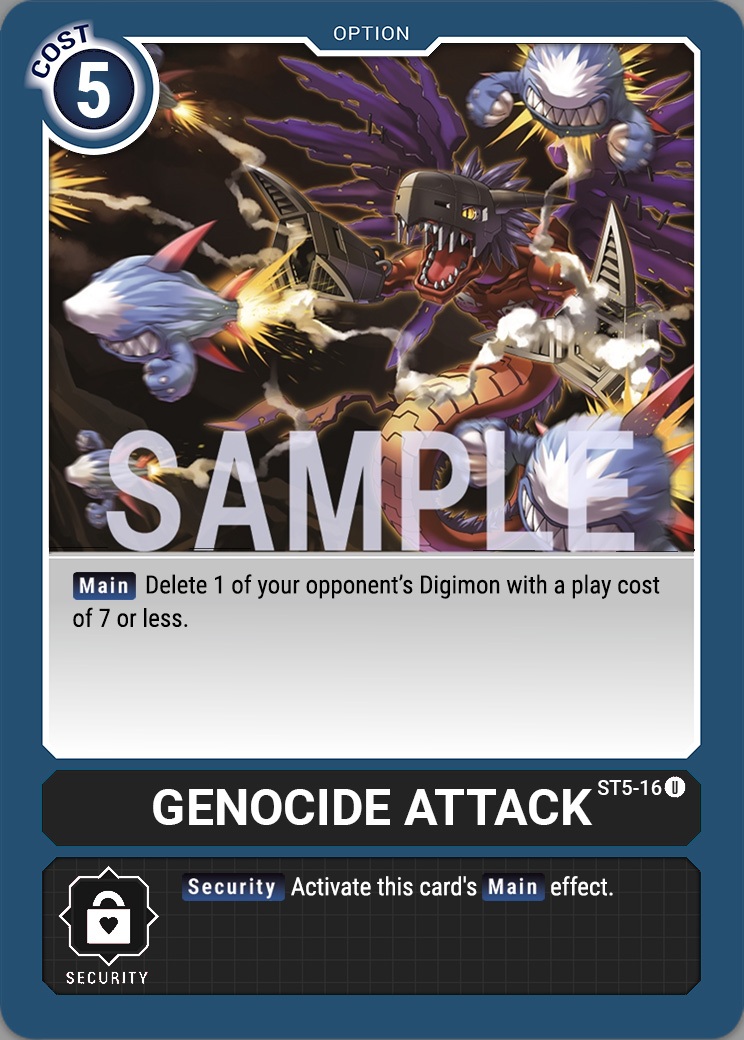 OPTION
COST
5
SAMPLE
Main Delete 1 of your opponent’s Digimon with a play cost
of 7 or less.
GENOCIDE ATTACK ST5-16 U
Security Activate this card's Main effect.
SECURITY